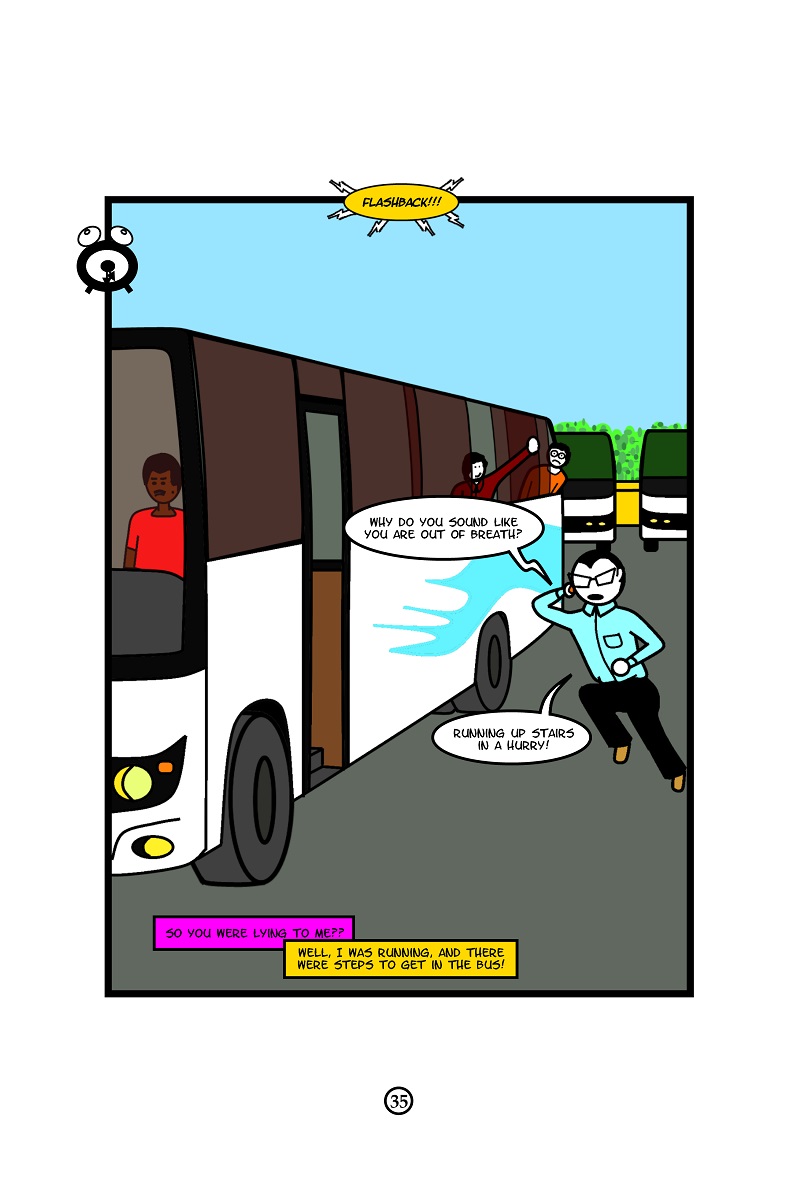 FLASHBACK!!!
WHY DO YOU SOUND LIKE
YOU ARE OUT OF BREATH?
RUNNING UP STAIRS
IN A HURRY!
SO YOU WERE LYING TO ME??
WELL, I WAS RUNNING, AND THERE
WERE STEPS TO GET IN THE BUS!
35